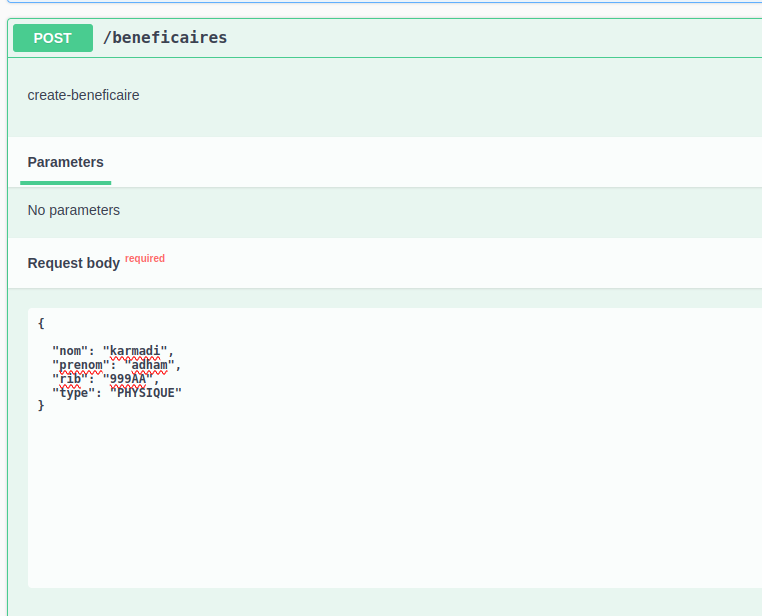 POST /beneficaires
create-beneficaire
Parameters
No parameters
Request body required
{
"nom": "karmadi",
"prenom": "adham",
"rib": "999AA",
"type": "PHYSIQUE"
}